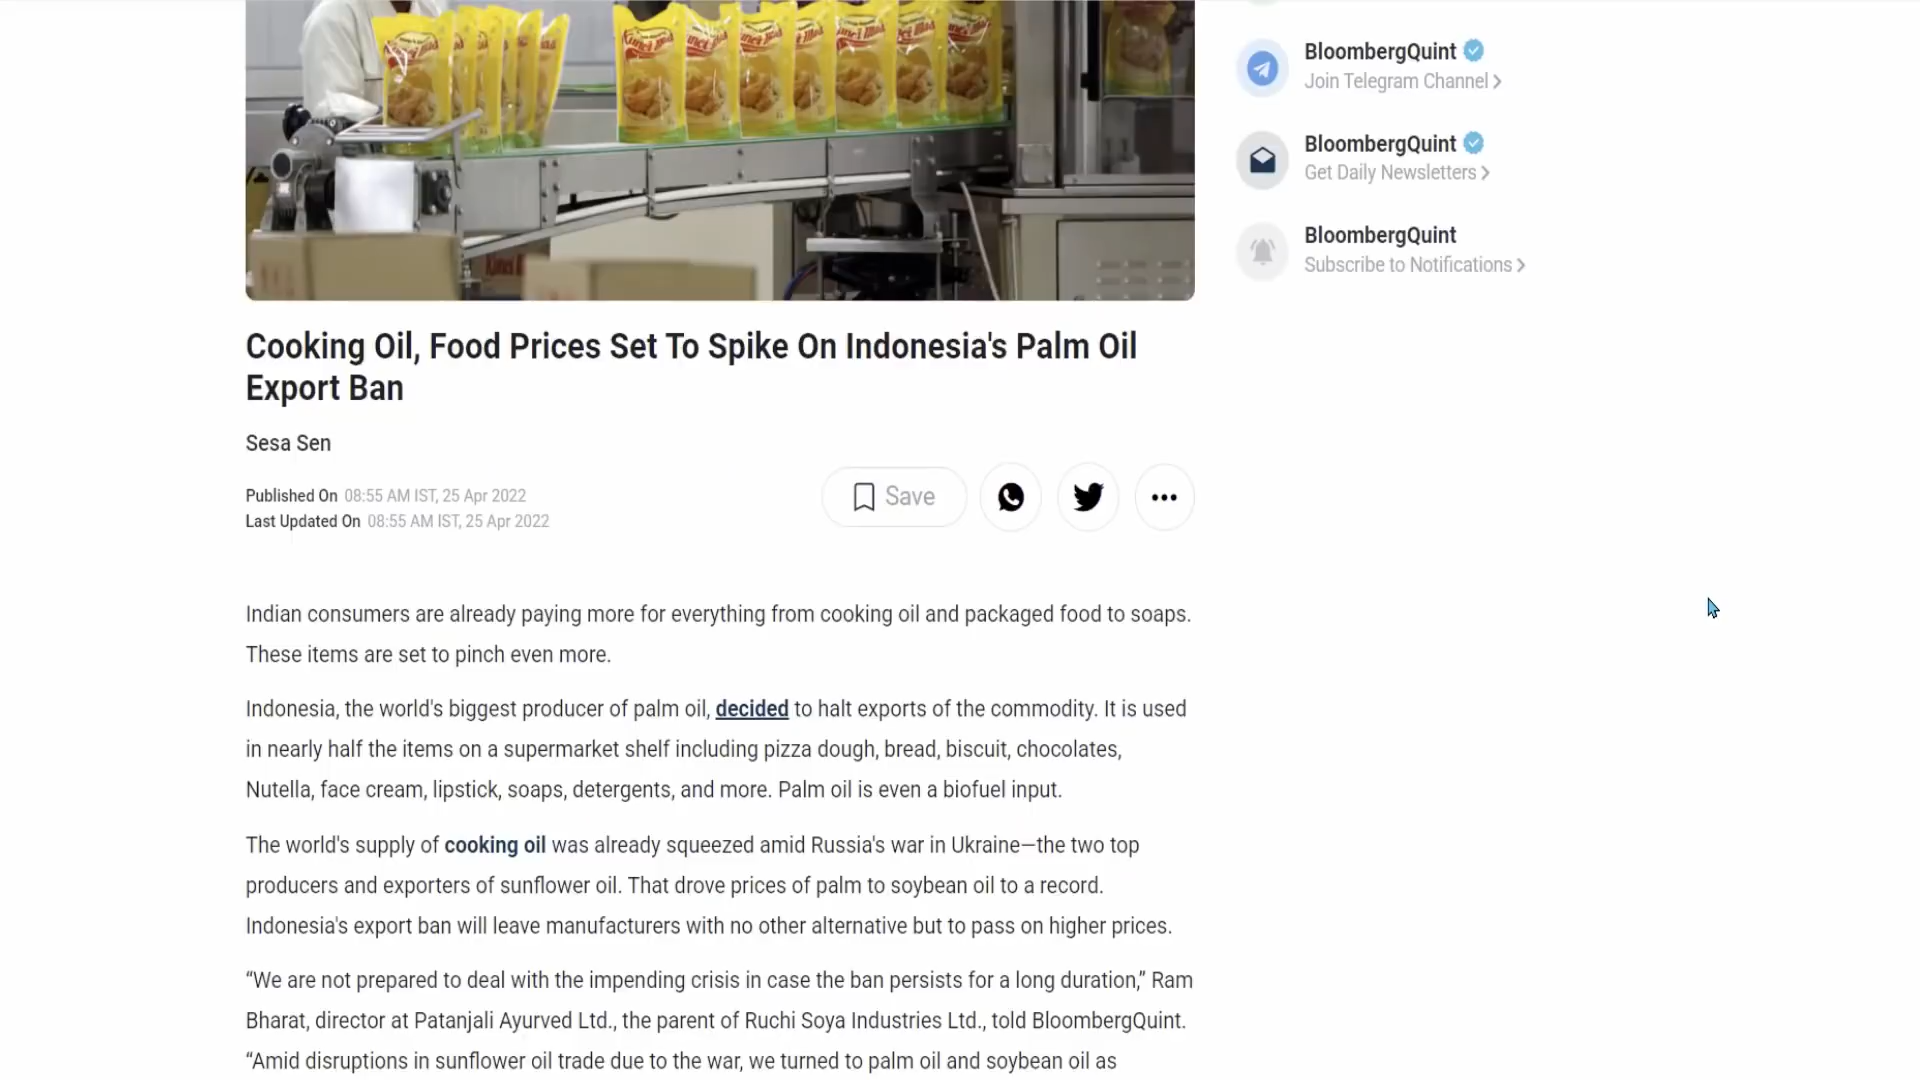 BloombergQuint
Join Telegram Channel
BloombergQuint
Get Daily Newsletters
BloombergQuint
Subscribe to Notifications
Cooking Oil, Food Prices Set To Spike On Indonesia's Palm Oil
Export Ban
Sesa Sen
Published On 08:55 AM IST, 25 Apr 2022
Last Updated On 08:55 AM IST, 25 Apr 2022
Save
Indian consumers are already paying more for everything from cooking oil and packaged food to soaps.
These items are set to pinch even more.
Indonesia, the world's biggest producer of palm oil, decided to halt exports of the commodity. It is used
in nearly half the items on a supermarket shelf including pizza dough, bread, biscuit, chocolates,
Nutella, face cream, lipstick, soaps, detergents, and more. Palm oil is even a biofuel input.
The world's supply of cooking oil was already squeezed amid Russia's war in Ukraine—the two top
producers and exporters of sunflower oil. That drove prices of palm to soybean oil to a record.
Indonesia's export ban will leave manufacturers with no other alternative but to pass on higher prices.
“We are not prepared to deal with the impending crisis in case the ban persists for a long duration,” Ram
Bharat, director at Patanjali Ayurved Ltd., the parent of Ruchi Soya Industries Ltd., told BloombergQuint.
“Amid disruptions in sunflower oil trade due to the war, we turned to palm oil and soybean oil as